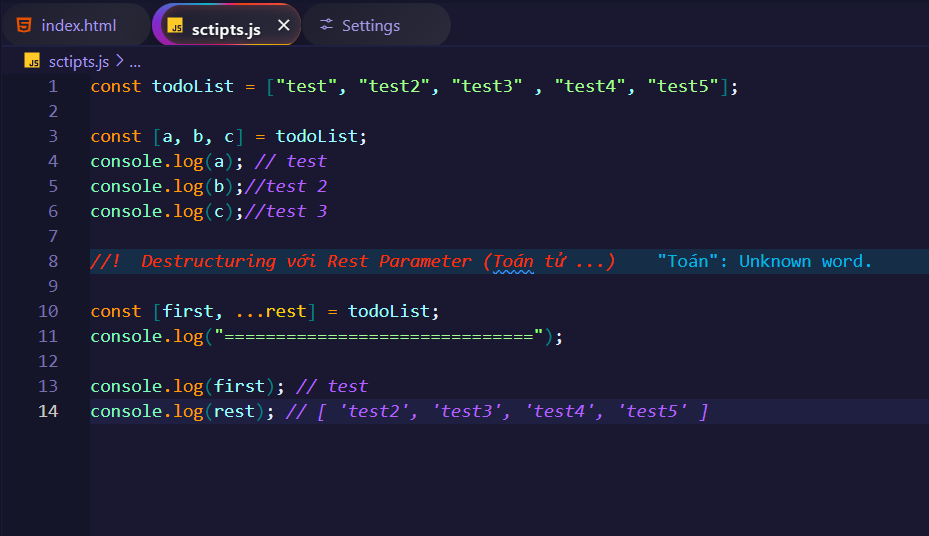 index.html
JS sctipts.js ✕
Settings
JS sctipts.js > ...
1 const todoList = ["test", "test2", "test3" , "test4", "test5"];
2
3 const [a, b, c] = todoList;
4 console.log(a); // test
5 console.log(b);//test 2
6 console.log(c);//test 3
7
8 //!  Destructuring với Rest Parameter (Toán tử ...)    "Toán": Unknown word.
9
10 const [first, ...rest] = todoList;
11 console.log("==============================");
12
13 console.log(first); // test
14 console.log(rest); // [ 'test2', 'test3', 'test4', 'test5' ]